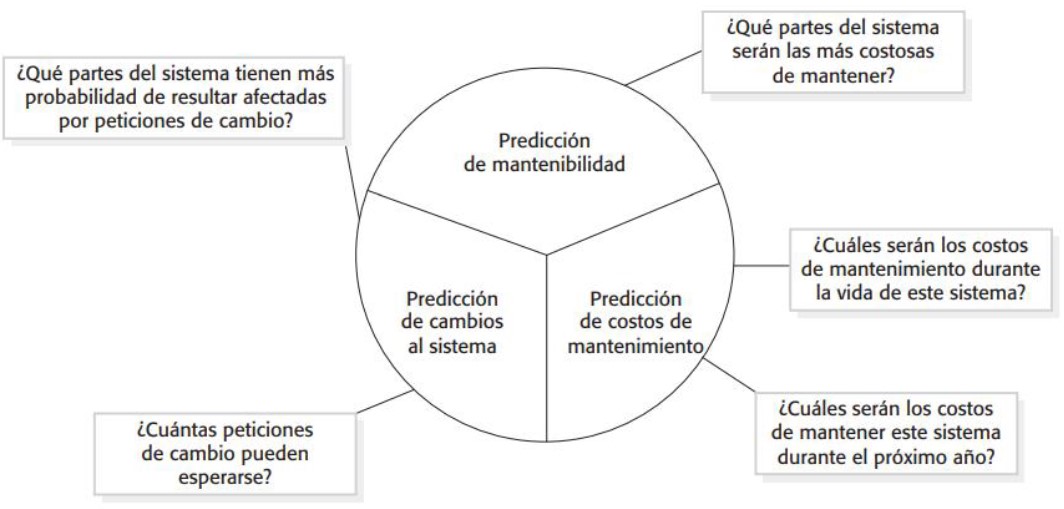 ¿Qué partes del sistema
serán las más costosas
de mantener?
¿Qué partes del sistema tienen más
probabilidad de resultar afectadas
por peticiones de cambio?
Predicción
de mantenibilidad
¿Cuáles serán los costos
de mantenimiento durante
la vida de este sistema?
Predicción
de cambios
al sistema
Predicción
de costos de
mantenimiento
¿Cuáles serán los costos
de mantener este sistema
durante el próximo año?
¿Cuántas peticiones
de cambio pueden
esperarse?